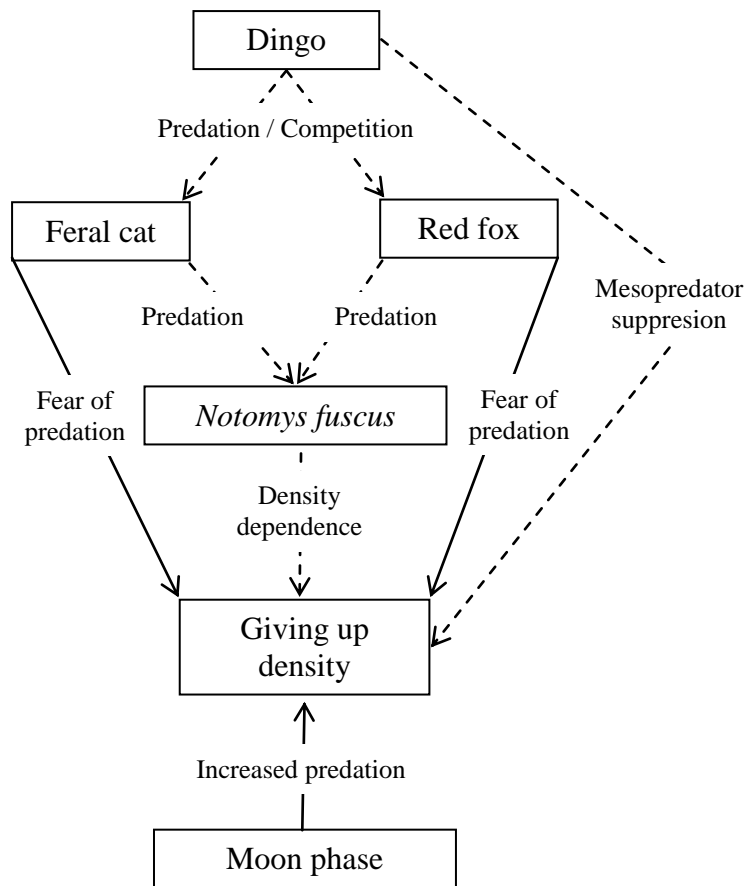 Dingo
Predation / Competition
Feral cat
Red fox
Mesopredator
suppresion
Predation
Predation
Fear of
predation
Notomys fuscus
Fear of
predation
Density
dependence
Giving up
density
Increased predation
Moon phase